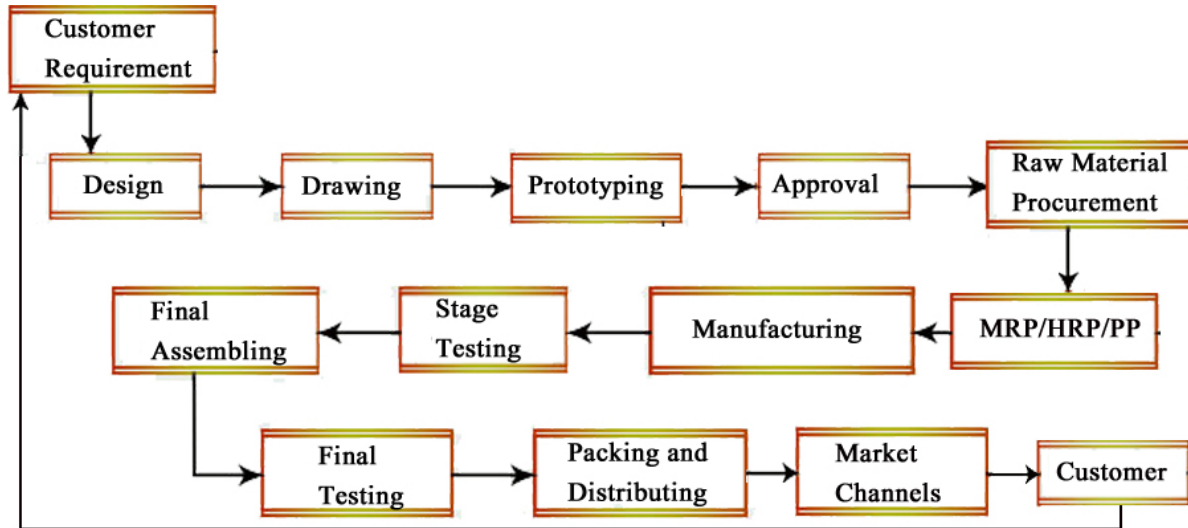 Customer
Requirement
Design
Drawing
Prototyping
Approval
Raw Material
Procurement
MRP/HRP/PP
Manufacturing
Stage
Testing
Final
Assembling
Final
Testing
Packing and
Distributing
Market
Channels
Customer